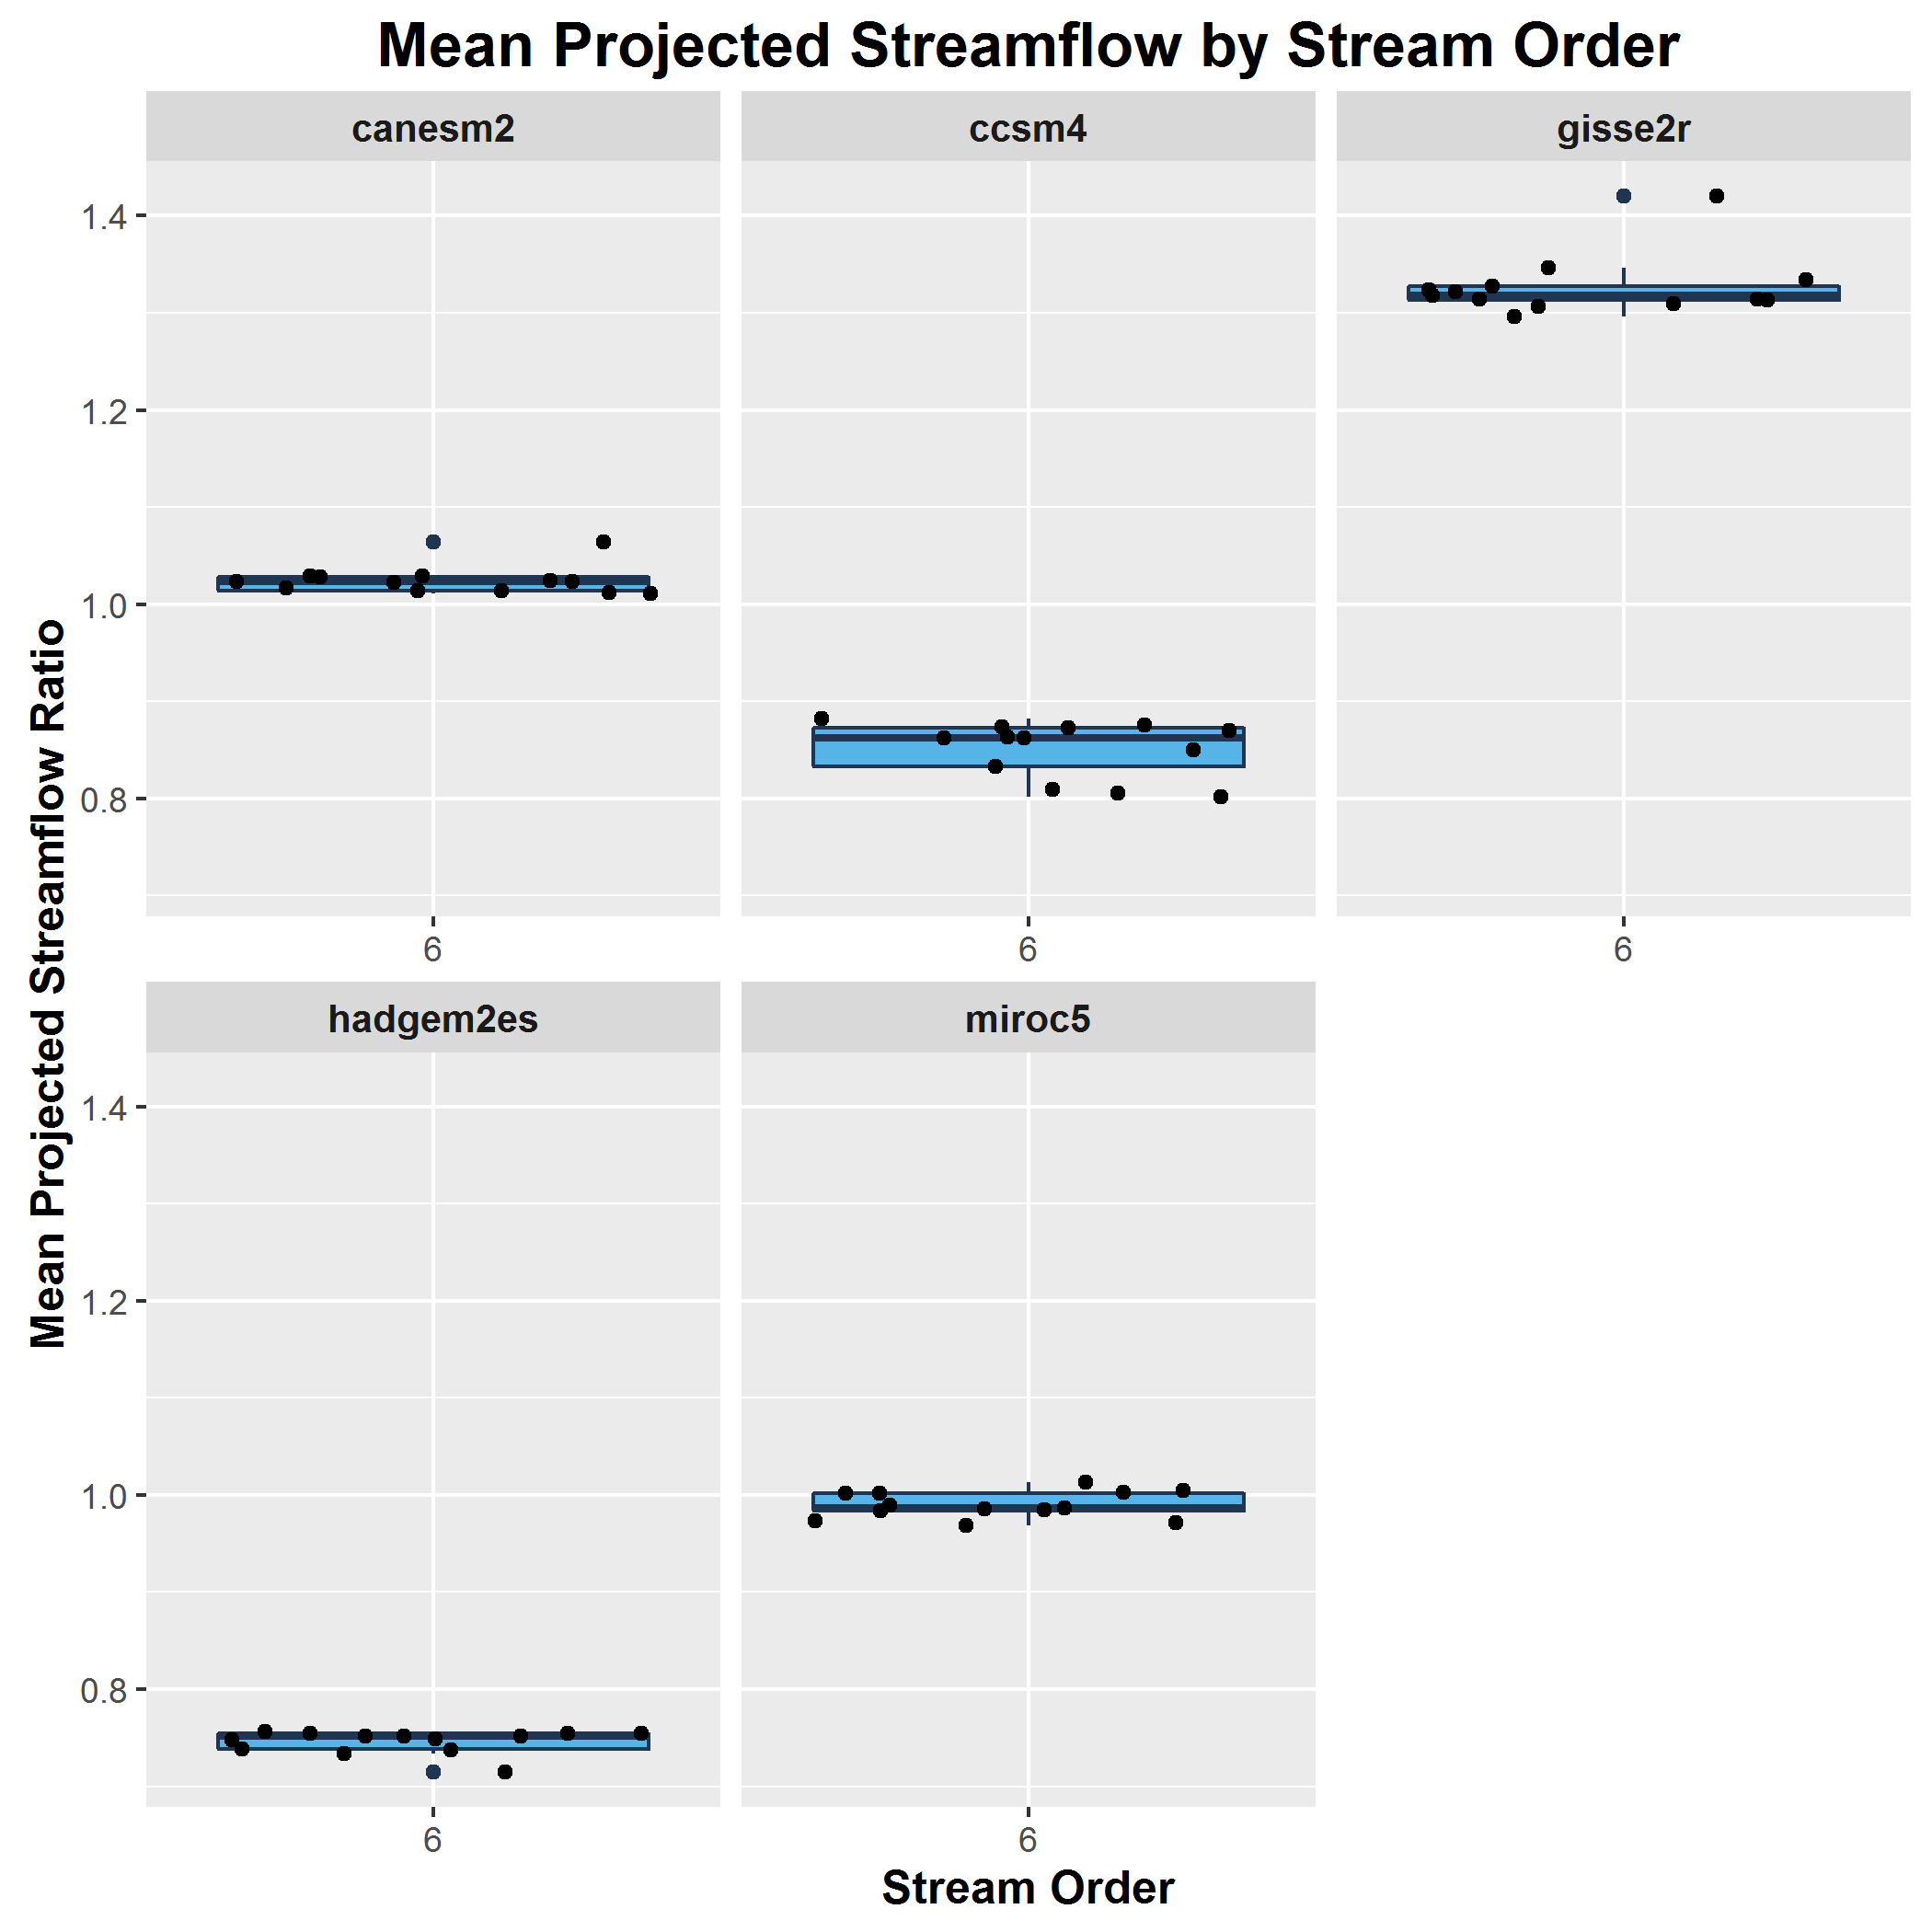 Mean Projected Streamflow by Stream Order
canesm2
ccsm4
gisse2r
1.4
1.2
1.0
0.8
6
6
6
Mean Projected Streamflow Ratio
hadgem2es
miroc5
1.4
1.2
1.0
0.8
6
6
Stream Order